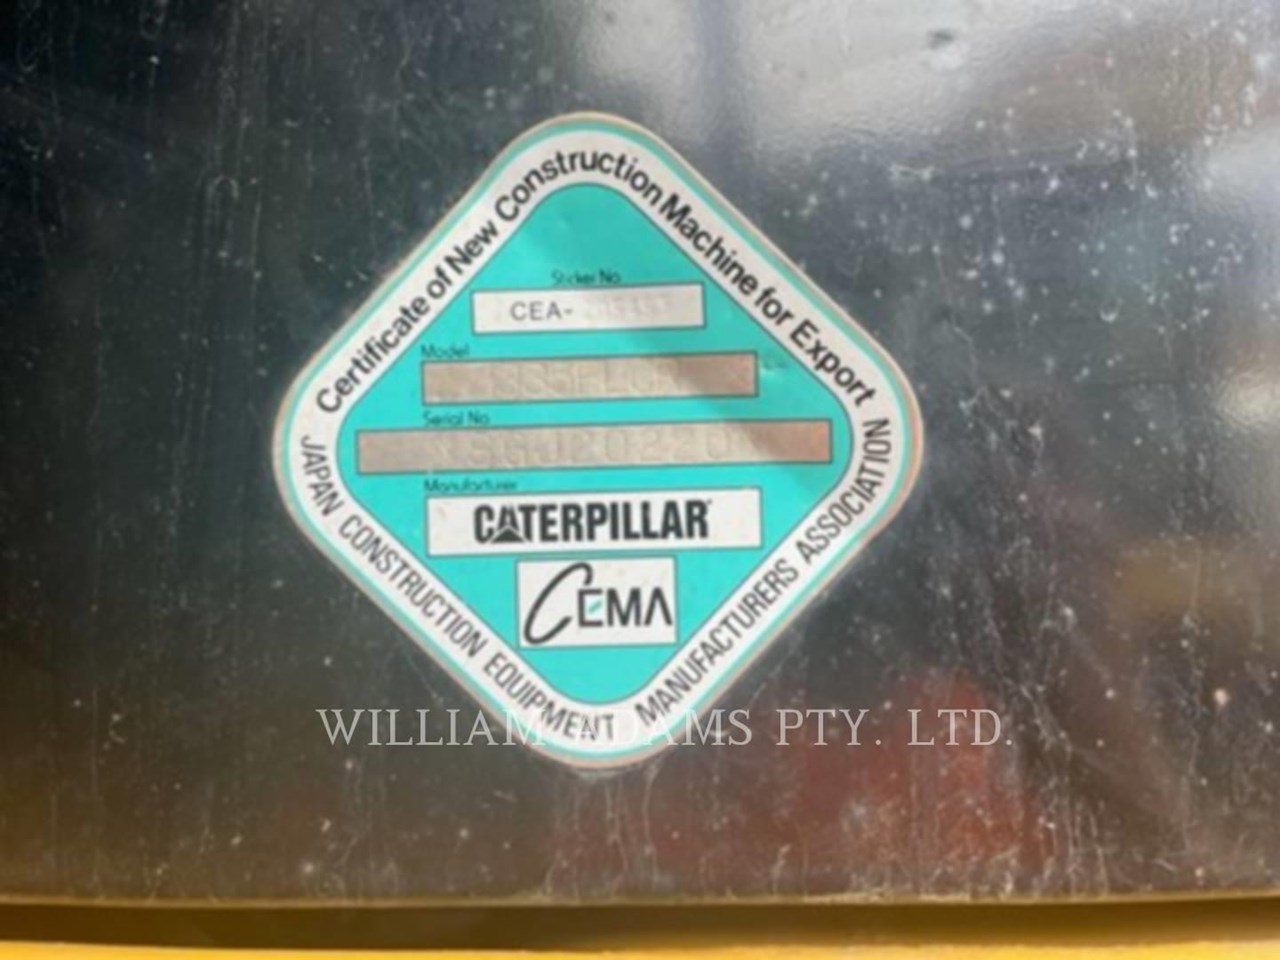 Certificate of New Construction Machine for Export
Sticker No.
CEA-
Model
Serial No.
Manufacturer
CATERPILLAR
CEMA
JAPAN CONSTRUCTION EQUIPMENT MANUFACTURERS ASSOCIATION
WILLIAM ADAMS PTY. LTD.